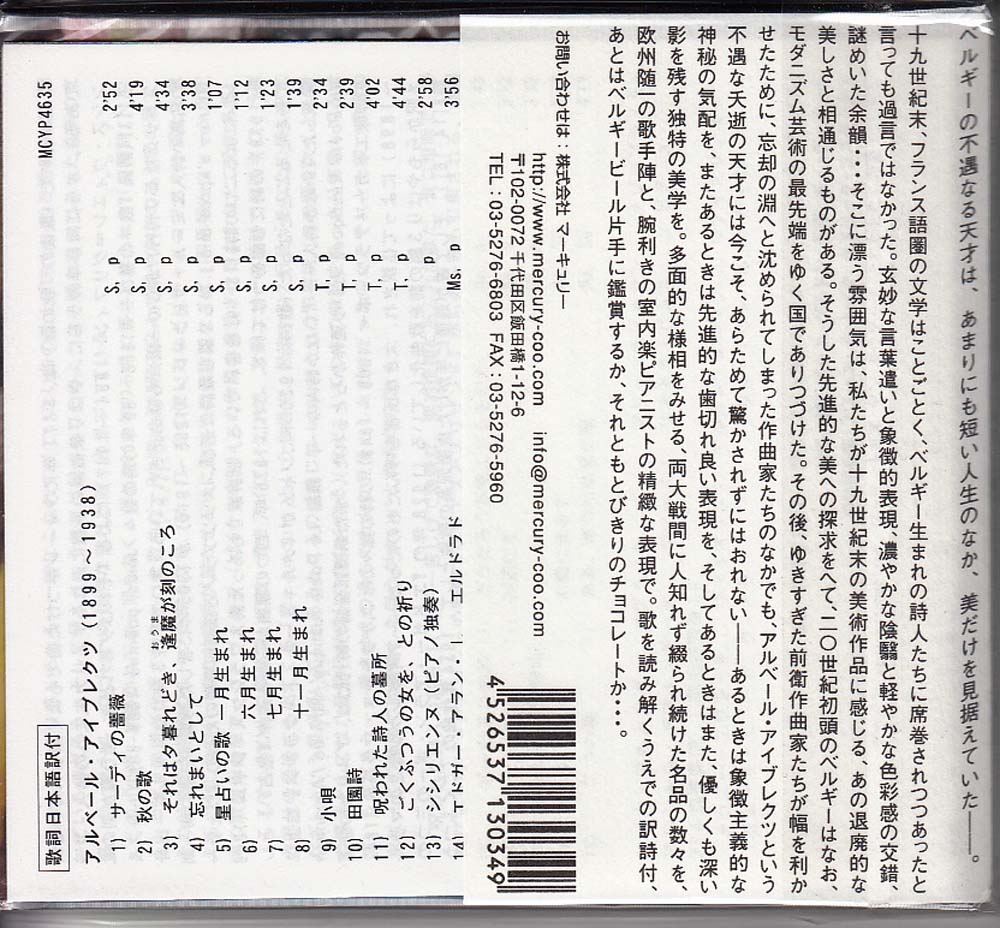 ベルギーの不遇なる天才は、あまりにも短い人生のなか、美だけを見据えていた――。
十九世紀末、フランス語圏の文学はことごとく、ベルギー生まれの詩人たちに席巻されつつあったと
言っても過言ではなかった。玄妙な言葉遣いと象徴的表現、濃やかな陰翳と軽やかな色彩感の交錯、
謎めいた余韻・・・そこに漂う雰囲気は、私たちが十九世紀末の美術作品に感じる、あの退廃的な
美しさと相通じるものがある。そうした先進的な美への探求をへて、二〇世紀初頭のベルギーはなお、
モダニズム芸術の最先端をゆく国でありつづけた。その後、ゆきすぎた前衛作曲家たちが幅を利か
せたために、忘却の淵へと沈められてしまった作曲家たちのなかでも、アルベール・アイブレクツという
不遇な夭逝の天才には今こそ、あらためて驚かされずにはおれない――あるときは象徴主義的な
神秘の気配を、またあるときは先進的な歯切れ良い表現を、そしてあるときはまた、優しくも深い
影を残す独特の美学を。多面的な様相をみせる、両大戦間に人知れず綴られ続けた名品の数々を、
欧州随一の歌手陣と、腕利きの室内楽ピアニストの精緻な表現で。歌を読み解くうえでの訳詩付、
あとはベルギービール片手に鑑賞するか、それともとびきりのチョコレートか・・・。
お問い合わせは：株式会社 マーキュリー
http://www.mercury-coo.com info@mercury-coo.com
〒102-0072 千代田区飯田橋1-12-6
TEL：03-5276-6803 FAX：03-5276-5960
4 526537 130349
歌詞日本語訳付 MCYP4635
アルベール・アイブレクツ（1899～1938）
1) サーディの薔薇 S. p 2'52
2) 秋の歌 S. p 4'19
3) それは夕暮れどき、逢魔が刻のころ S. p 4'34
おうま
4) 忘れまいとして S. p 3'38
5) 星占いの歌 一月生まれ S. p 1'07
6) 六月生まれ S. p 1'12
7) 七月生まれ S. p 1'23
8) 十一月生まれ S. p 1'39
9) 小唄 T. p 2'34
10) 田園詩 T. p 2'39
11) 呪われた詩人の墓所 T. p 4'02
12) ごくふつうの女を、との祈り T. p 4'44
13) シシリエンヌ（ピアノ独奏） p 2'58
14) エドガー・アラン・ エルドラド Ms. p 3'56